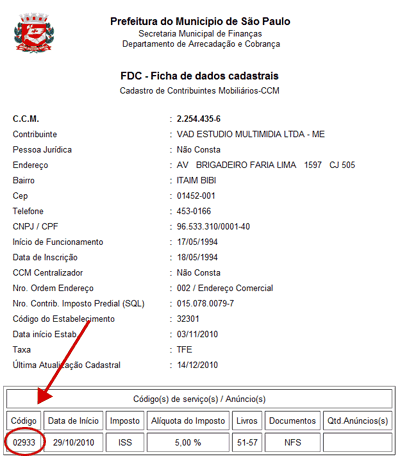 Prefeitura do Municipio de São Paulo
Secretaria Municipal de Finanças
Departamento de Arrecadação e Cobrança
FDC - Ficha de dados cadastrais
Cadastro de Contribuintes Mobiliários-CCM
C.C.M. : 2.254.435-6
Contribuinte : VAD ESTUDIO MULTIMIDIA LTDA - ME
Pessoa Jurídica : Não Consta
Endereço : AV BRIGADEIRO FARIA LIMA 1597 CJ 505
Bairro : ITAIM BIBI
Cep : 01452-001
Telefone : 453-0166
CNPJ / CPF : 96.533.310/0001-40
Início de Funcionamento : 17/05/1994
Data de Inscrição : 18/05/1994
CCM Centralizador : Não Consta
Nro. Ordem Endereço : 002 / Endereço Comercial
Nro. Contrib. Imposto Predial (SQL) : 015.078.0079-7
Código do Estabelecimento : 32301
Data início Estab. : 03/11/2010
Taxa : TFE
Última Atualização Cadastral : 14/12/2010
Código(s) de serviço(s) / Anúncio(s)
Código Data de Início Imposto Alíquota do Imposto Livros Documentos Qtd.Anúncios(s)
02933 29/10/2010 ISS 5,00 % 51-57 NFS